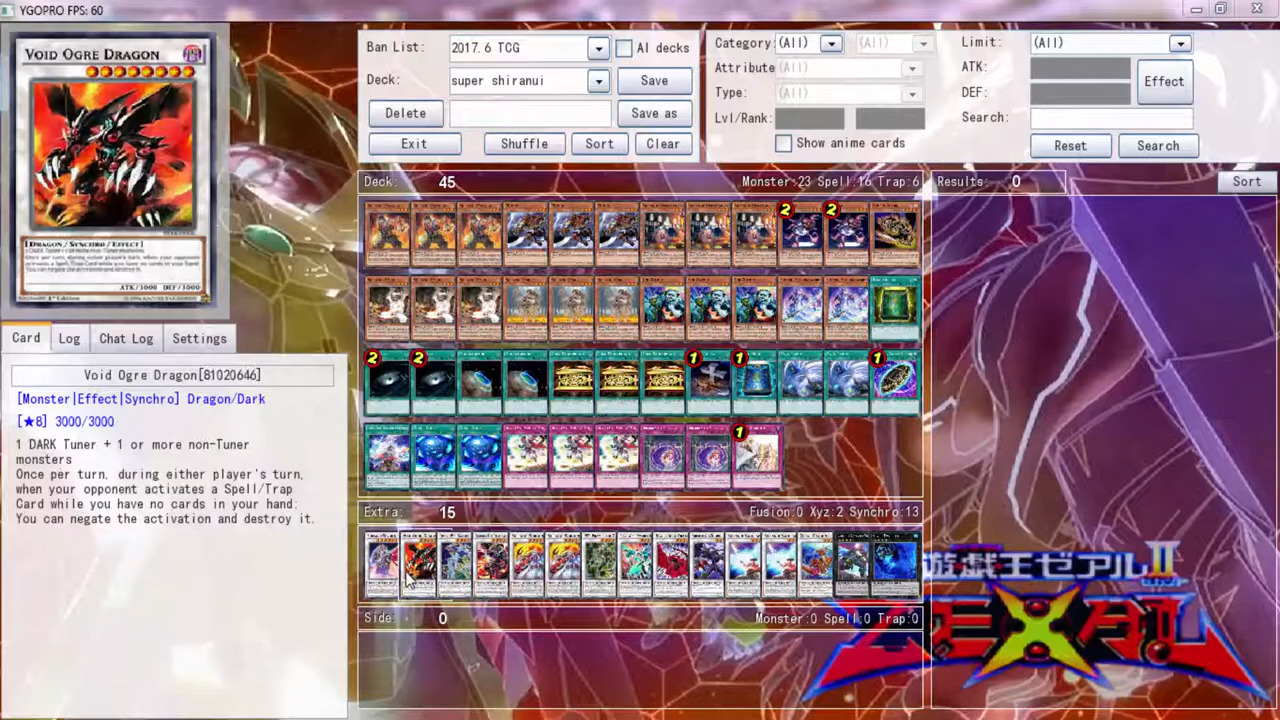 YGOPRO FPS: 60
VOID OGRE DRAGON
[DRAGON/SYNCHRO/EFFECT]
ATK/3000 DEF/3000
Ban List: 2017.6 TCG AI decks
Deck: super shiranui Save
Delete Save as
Exit Shuffle Sort Clear
Category: (All) (All) Limit: (All)
Attribute (All) ATK:
Type: (All) DEF: Effect
Lvl/Rank: Search:
Show anime cards Reset Search
Deck: 45 Monster:23 Spell:16 Trap:6 Results: 0 Sort
2 2
2 2 1 1 1
1
Extra: 15 Fusion:0 Xyz:2 Synchro:13
Side: 0 Monster:0 Spell:0 Trap:0
Card Log Chat Log Settings
Void Ogre Dragon[81020646]
[Monster|Effect|Synchro] Dragon/Dark
[★8] 3000/3000
1 DARK Tuner + 1 or more non-Tuner
monsters
Once per turn, during either player's turn,
when your opponent activates a Spell/Trap
Card while you have no cards in your hand:
You can negate the activation and destroy it.
遊戯王ゼアルⅡ
ZEXAL